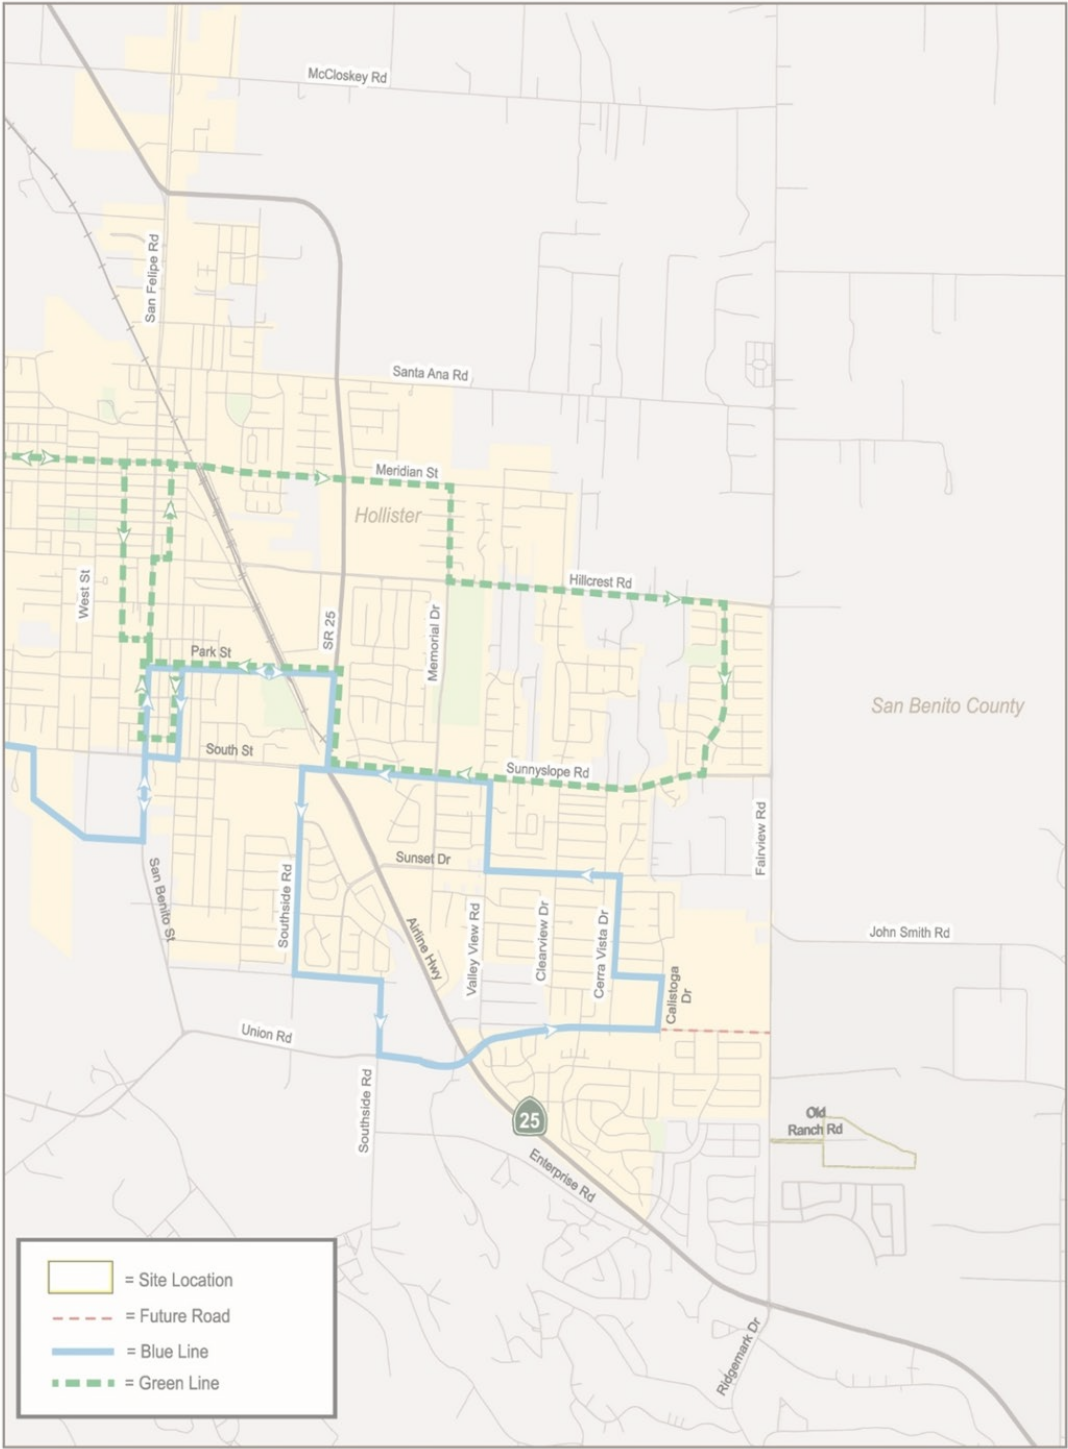 McCloskey Rd
San Felipe Rd
Santa Ana Rd
Meridian St
Hollister
Hillcrest Rd
West St
SR 25
Memorial Dr
Park St
San Benito County
South St
Sunnyslope Rd
Fairview Rd
Sunset Dr
San Benito St
Southside Rd
Airline Hwy
Valley View Rd
Clearview Dr
Cerra Vista Dr
Calistoga
Dr
John Smith Rd
Union Rd
Southside Rd
25
Old
Ranch Rd
Enterprise Rd
Ridgemark Dr
= Site Location
= Future Road
= Blue Line
= Green Line